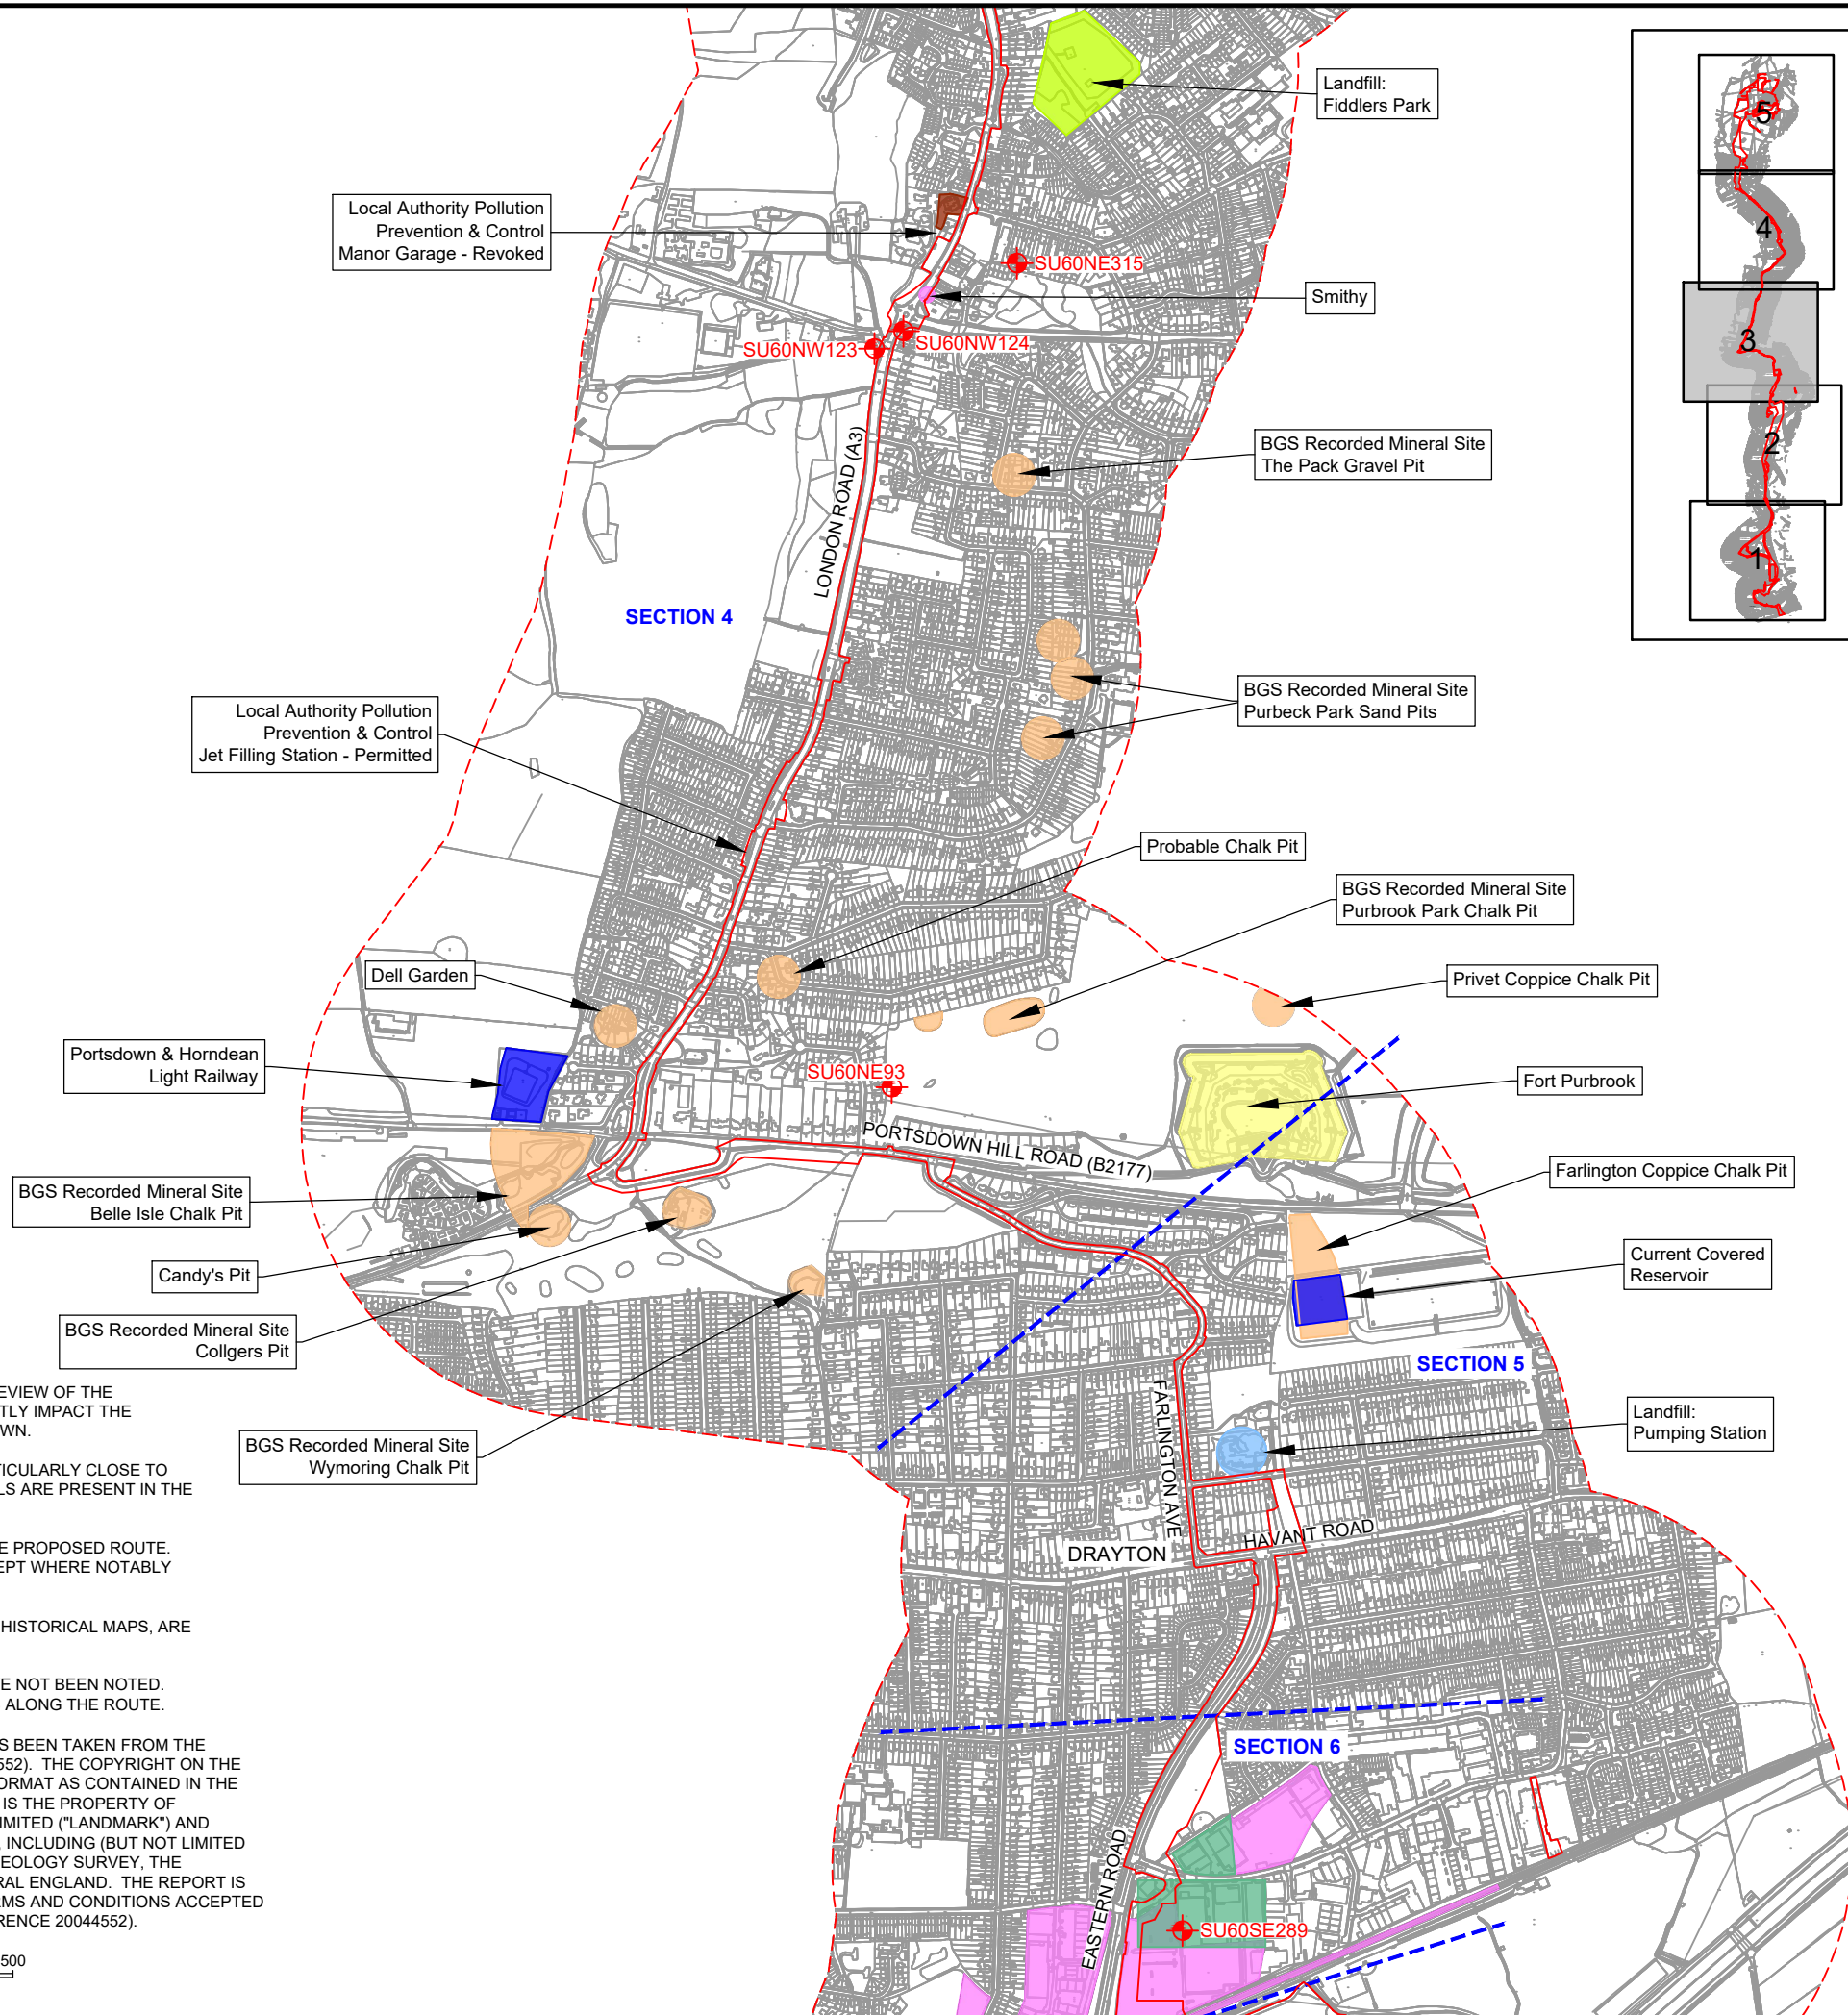 Landfill:
Fiddlers Park
Local Authority Pollution
Prevention & Control
Manor Garage - Revoked
SU60NE315
Smithy
SU60NW123
SU60NW124
BGS Recorded Mineral Site
The Pack Gravel Pit
LONDON ROAD (A3)
SECTION 4
BGS Recorded Mineral Site
Purbeck Park Sand Pits
Local Authority Pollution
Prevention & Control
Jet Filling Station - Permitted
Probable Chalk Pit
BGS Recorded Mineral Site
Purbrook Park Chalk Pit
Dell Garden
Privet Coppice Chalk Pit
Portsdown & Horndean
Light Railway
SU60NE93
Fort Purbrook
PORTSDOWN HILL ROAD (B2177)
Farlington Coppice Chalk Pit
BGS Recorded Mineral Site
Belle Isle Chalk Pit
Candy's Pit
Current Covered
Reservoir
BGS Recorded Mineral Site
Collgers Pit
SECTION 5
FARLINGTON AVE
Landfill:
Pumping Station
BGS Recorded Mineral Site
Wymoring Chalk Pit
HAVANT ROAD
DRAYTON
SECTION 6
EASTERN ROAD
SU60SE289
5
4
3
2
1
EVIEW OF THE
TLY IMPACT THE
WN.
TICULARLY CLOSE TO
LS ARE PRESENT IN THE
E PROPOSED ROUTE.
EPT WHERE NOTABLY
HISTORICAL MAPS, ARE
E NOT BEEN NOTED.
ALONG THE ROUTE.
S BEEN TAKEN FROM THE
552). THE COPYRIGHT ON THE
ORMAT AS CONTAINED IN THE
IS THE PROPERTY OF
IMITED ("LANDMARK") AND
, INCLUDING (BUT NOT LIMITED
EOLOGY SURVEY, THE
RAL ENGLAND. THE REPORT IS
RMS AND CONDITIONS ACCEPTED
RENCE 20044552).
500